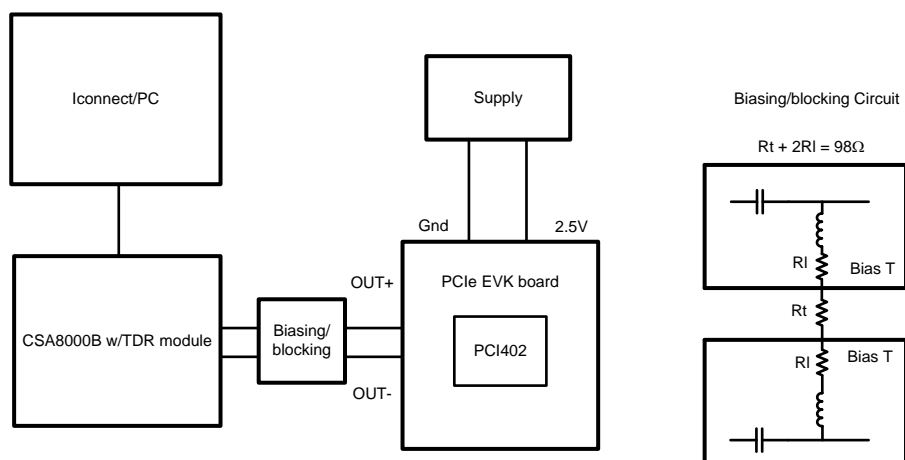 Iconnect/PC
Supply
Biasing/blocking Circuit
Rt + 2Rl = 98Ω
Gnd
2.5V
Rl
Bias T
OUT+
PCIe EVK board
CSA8000B w/TDR module
Biasing/
blocking
PCI402
Rt
Rl
Bias T
OUT-